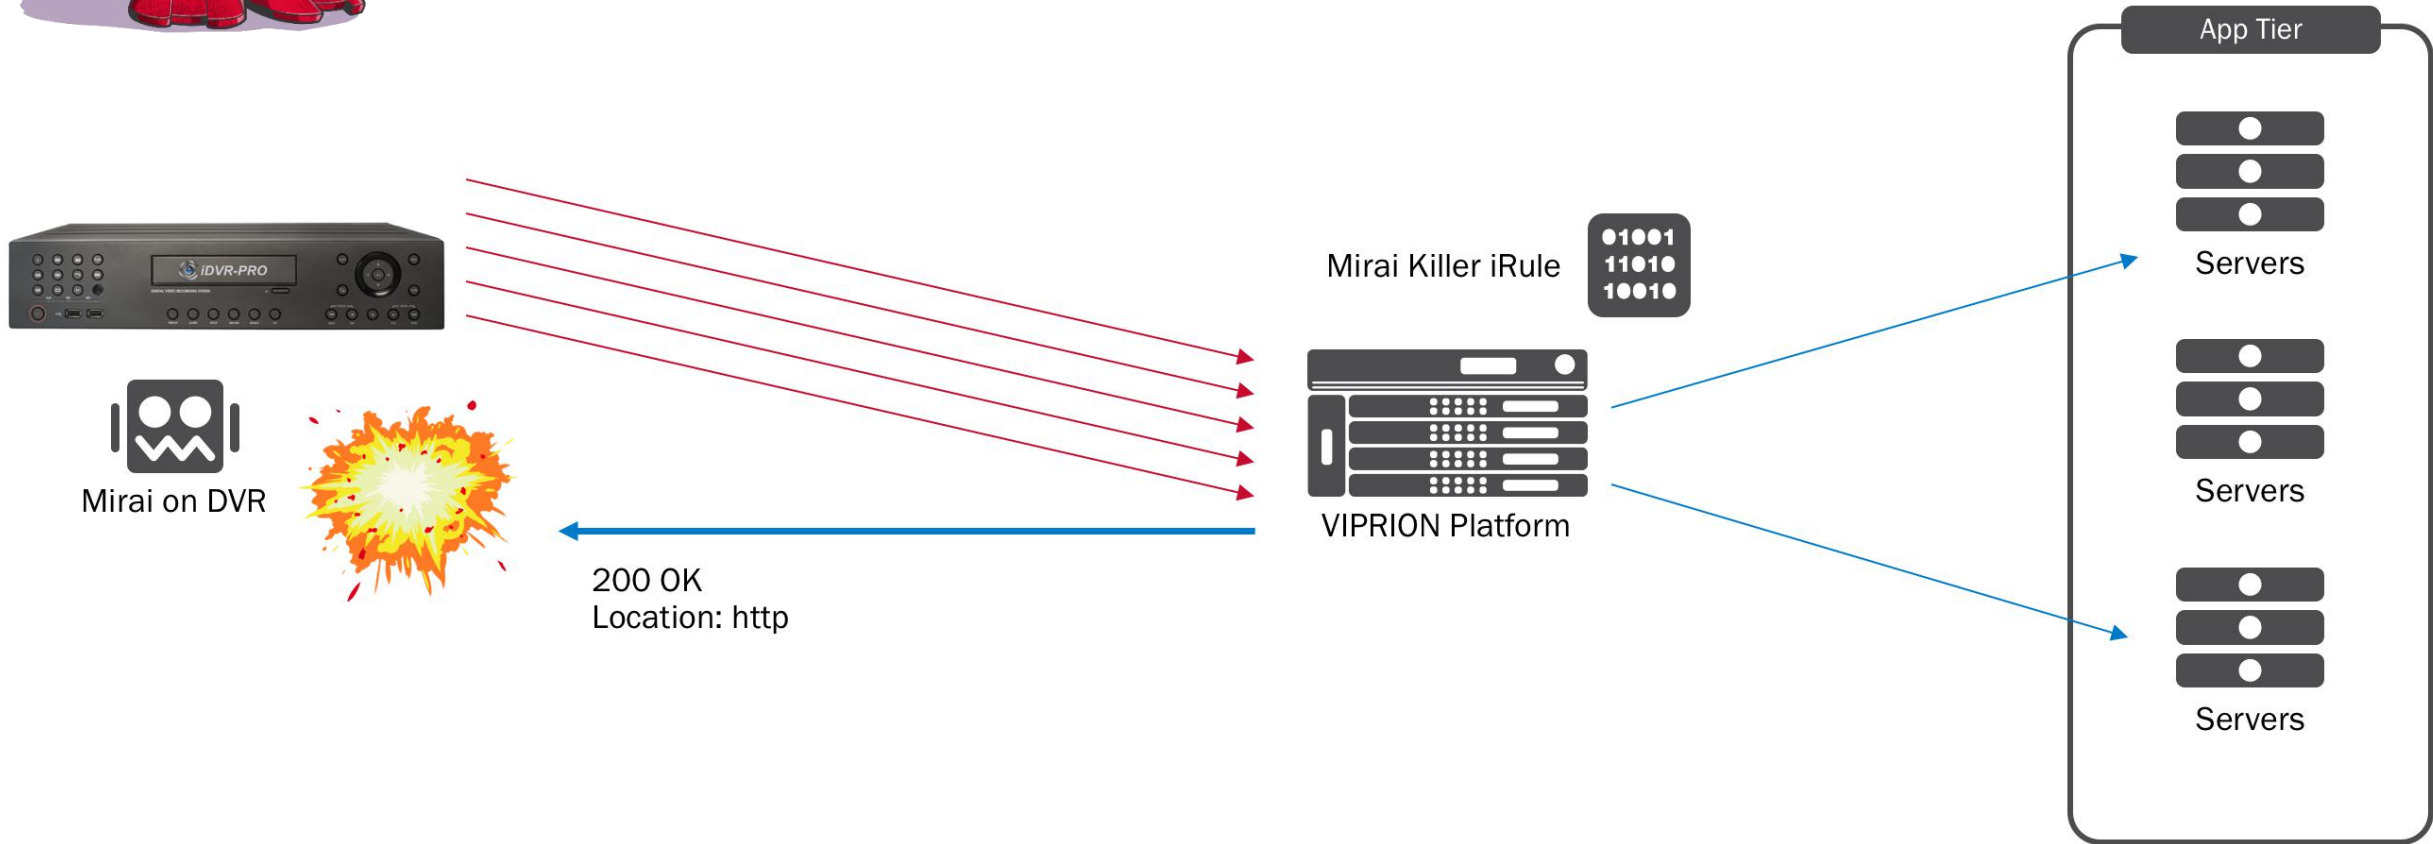 App Tier
iDVR-PRO
Mirai Killer iRule
01001
11010
10010
Servers
Mirai on DVR
VIPRION Platform
Servers
200 OK
Location: http
Servers